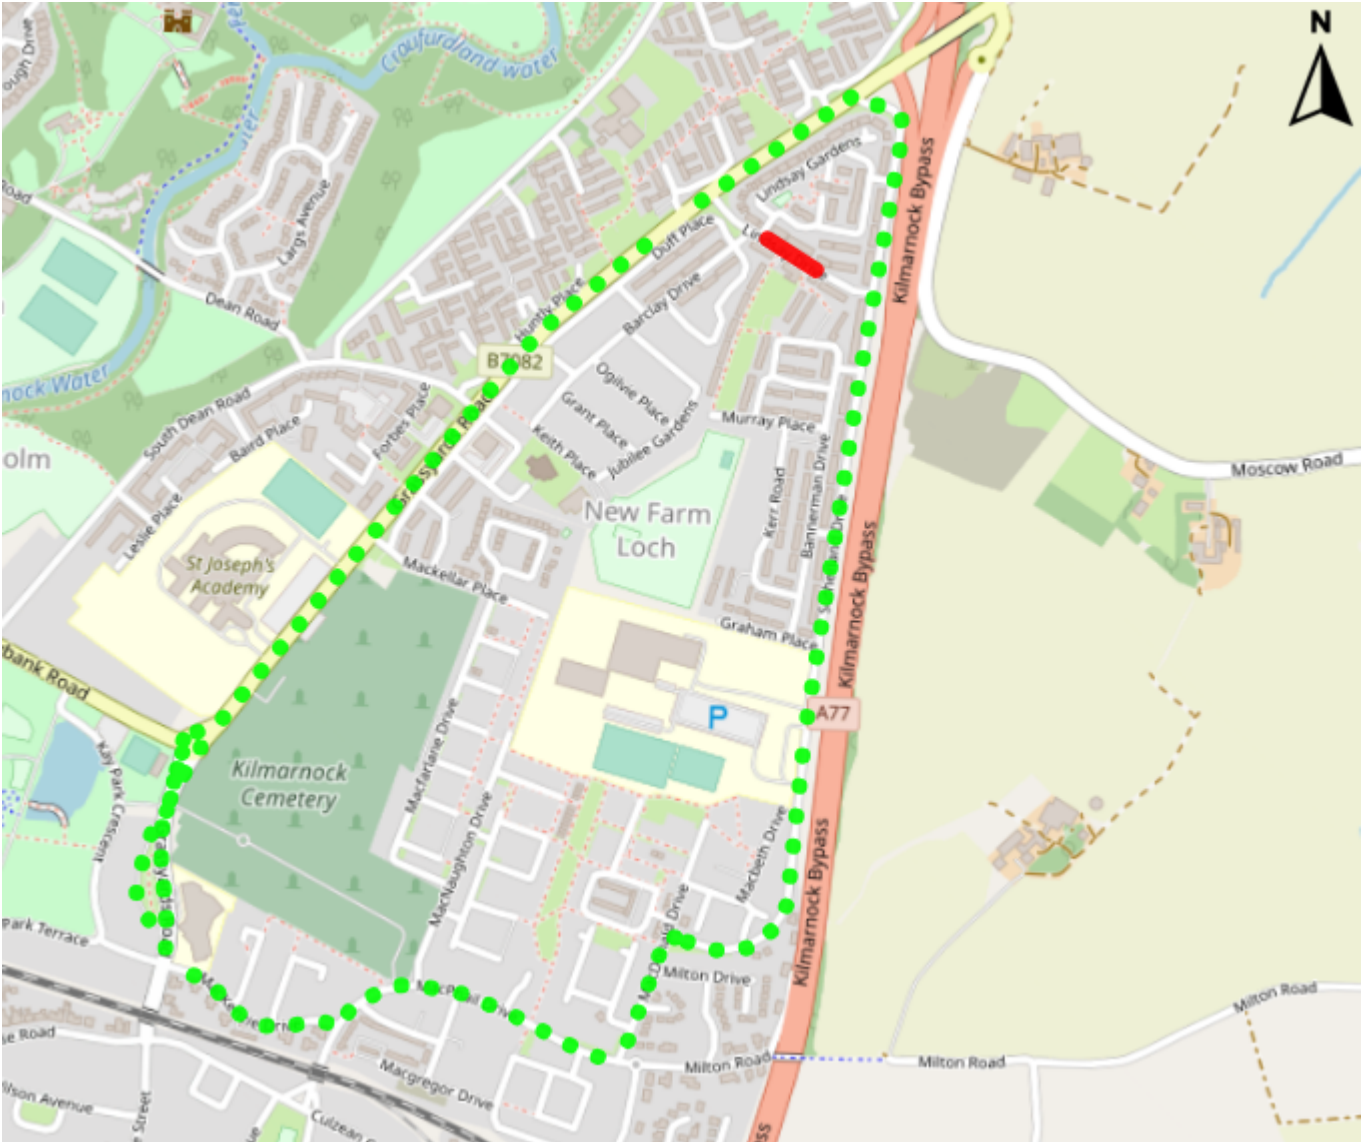 N
Craufurdland water
Lindsay Gardens
Kilmarnock Bypass
Largs Avenue
Duff Place
Dean Road
Huntly Place
Barclay Drive
B7082
South Dean Road
Baird Place
Forbes Place
Ogilvie Place
Grant Place
Keith Place
Jubilee Gardens
Murray Place
Moscow Road
Leslie Place
St Joseph's
Academy
New Farm
Loch
Kerr Road
Bannerman Drive
Kilmarnock Bypass
Mackellar Place
Graham Place
bank Road
P
A77
Kay Park Crescent
Kilmarnock
Cemetery
Macfarlane Drive
MacNaughton Drive
Macbeth Drive
Kilmarnock Bypass
Park Terrace
Milton Drive
Milton Road
Milton Road
Milton Road
Macgregor Drive
Avenue
Street
Culzean